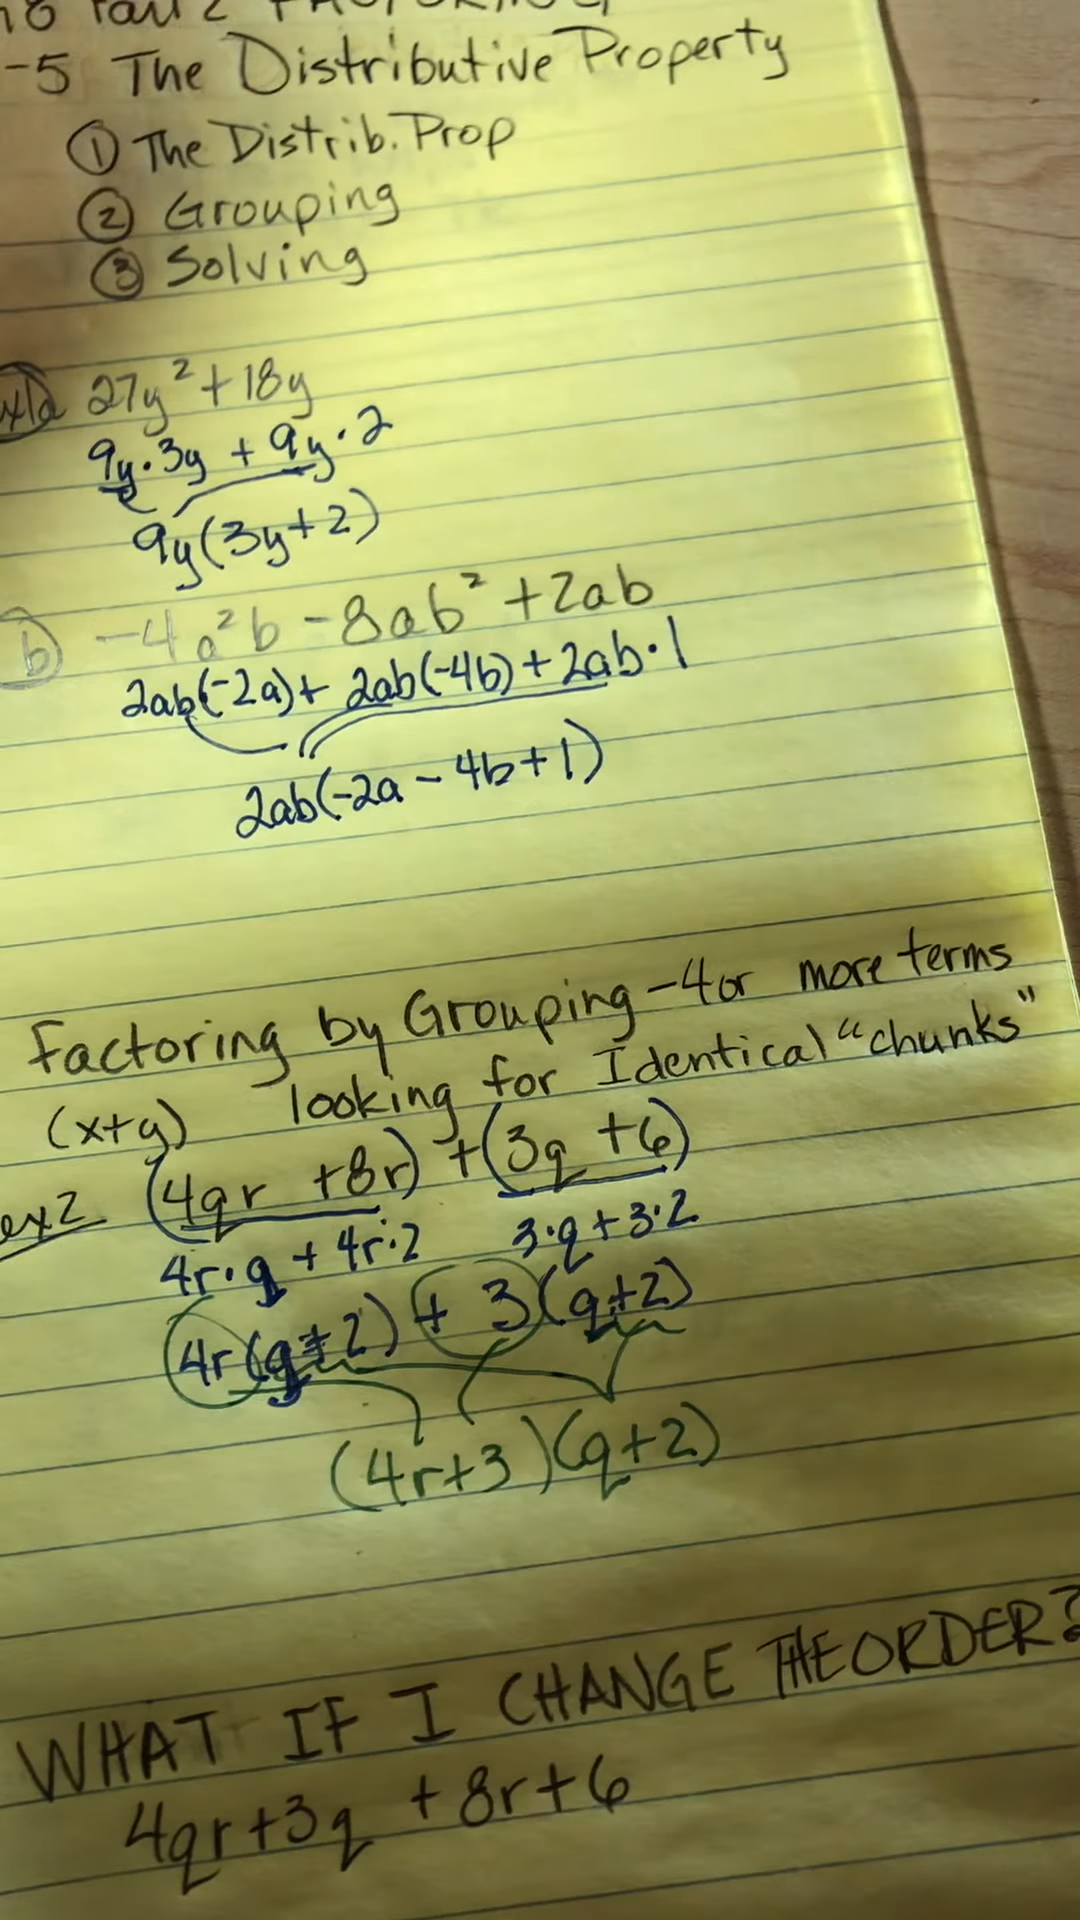 Part 2 FACTORING
-5 The Distributive Property
① The Distrib. Prop
② Grouping
③ Solving
27y² + 18y
9y·3y + 9y·2
9y(3y+2)
b) -4a²b - 8ab² + 2ab
2ab(-2a) + 2ab(-4b) + 2ab·1
2ab(-2a - 4b + 1)
Factoring by Grouping - 4 or more terms
(x+y) looking for Identical "chunks"
ex2 (4qr + 8r) + (3q + 6)
4r·q + 4r·2 3·q + 3·2
4r(q+2) + 3(q+2)
(4r+3)(q+2)
WHAT IF I CHANGE THE ORDER?
4qr + 3q + 8r + 6